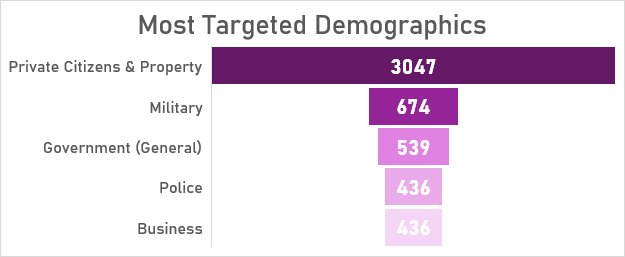 Most Targeted Demographics
Private Citizens & Property 3047
Military 674
Government (General) 539
Police 436
Business 436